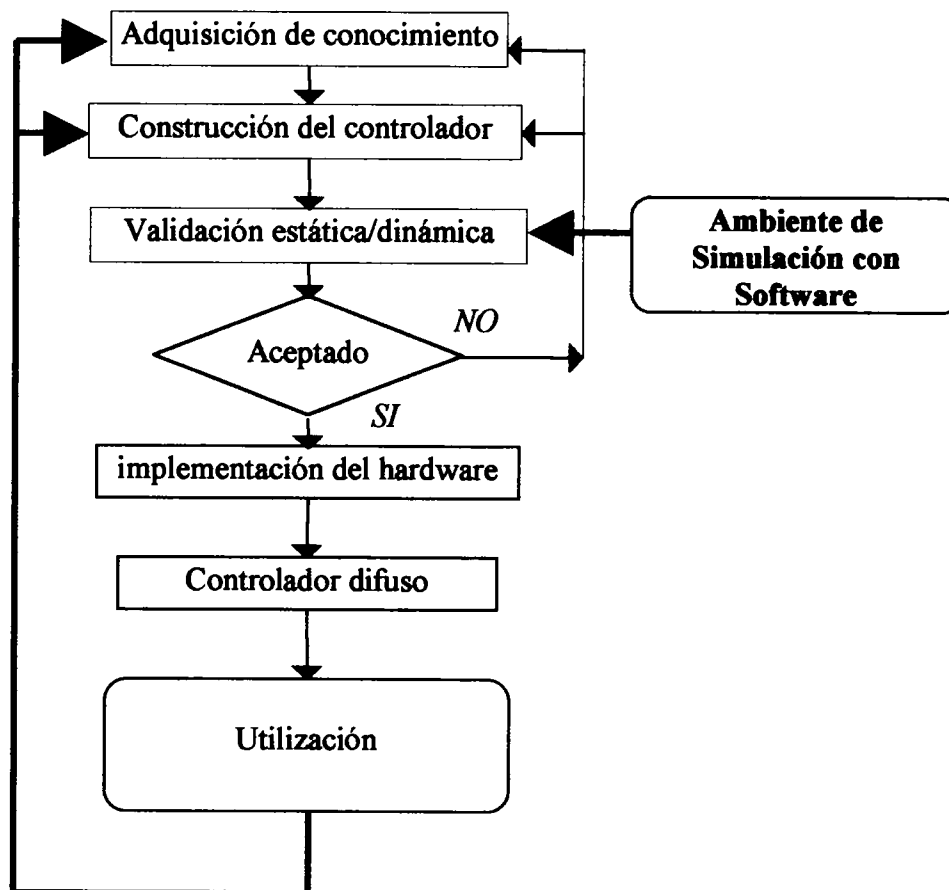 Adquisición de conocimiento
Construcción del controlador
Validación estática/dinámica
Ambiente de
Simulación con
Software
NO
Aceptado
SI
implementación del hardware
Controlador difuso
Utilización